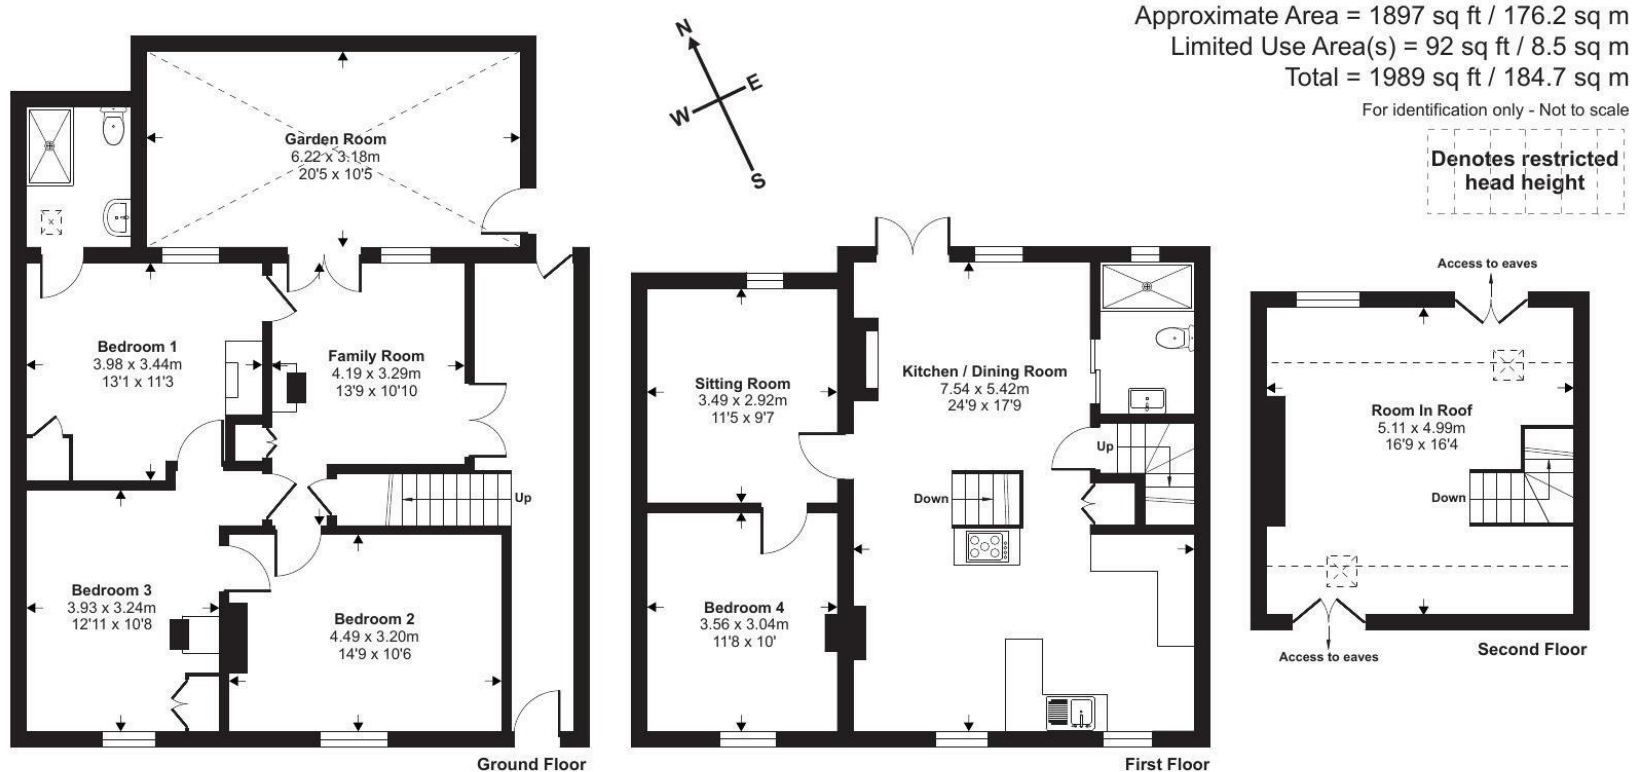 Approximate Area = 1897 sq ft / 176.2 sq m
Limited Use Area(s) = 92 sq ft / 8.5 sq m
Total = 1989 sq ft / 184.7 sq m
For identification only - Not to scale
Denotes restricted
head height
N
E
W
S
Garden Room
6.22 x 3.18m
20'5 x 10'5
Bedroom 1
3.98 x 3.44m
13'1 x 11'3
Family Room
4.19 x 3.29m
13'9 x 10'10
Up
Bedroom 3
3.93 x 3.24m
12'11 x 10'8
Bedroom 2
4.49 x 3.20m
14'9 x 10'6
Ground Floor
Sitting Room
3.49 x 2.92m
11'5 x 9'7
Kitchen / Dining Room
7.54 x 5.42m
24'9 x 17'9
Up
Down
Bedroom 4
3.56 x 3.04m
11'8 x 10'
First Floor
Access to eaves
Room In Roof
5.11 x 4.99m
16'9 x 16'4
Down
Access to eaves
Second Floor